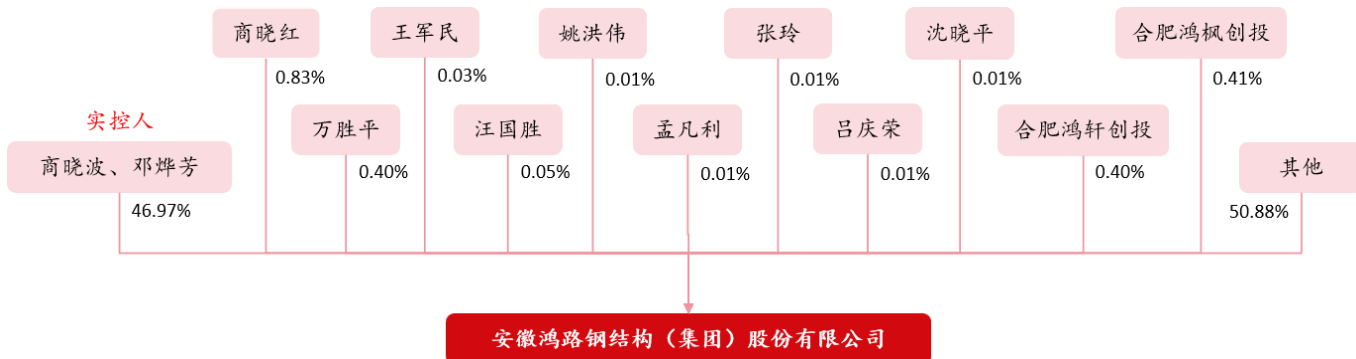 商晓红
王军民
姚洪伟
张玲
沈晓平
合肥鸿枫创投
0.83%
0.03%
0.01%
0.01%
0.01%
0.41%
实控人
万胜平
汪国胜
孟凡利
吕庆荣
合肥鸿轩创投
商晓波、邓烨芳
其他
0.40%
0.05%
0.01%
0.01%
0.40%
46.97%
50.88%
安徽鸿路钢结构（集团）股份有限公司